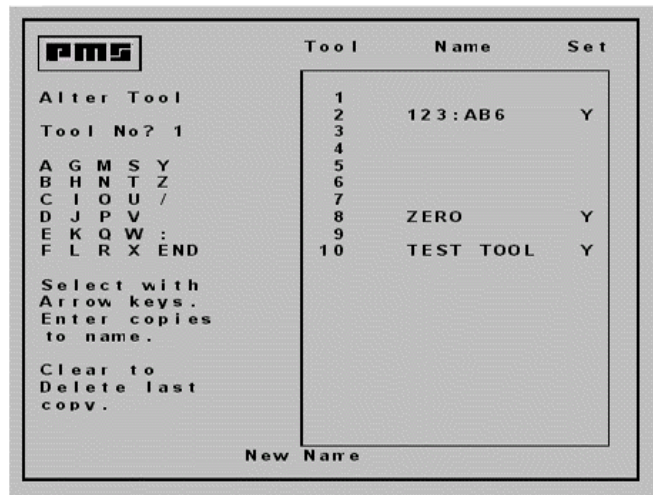 PMS
Tool Name Set
Alter Tool
Tool No? 1
A G M S Y
B H N T Z
C I O U /
D J P V
E K Q W :
F L R X END
Select with
Arrow keys.
Enter copies
to name.
Clear to
Delete last
copy.
1
2 123:AB6 Y
3
4
5
6
7
8 ZERO Y
9
10 TEST TOOL Y
New Name